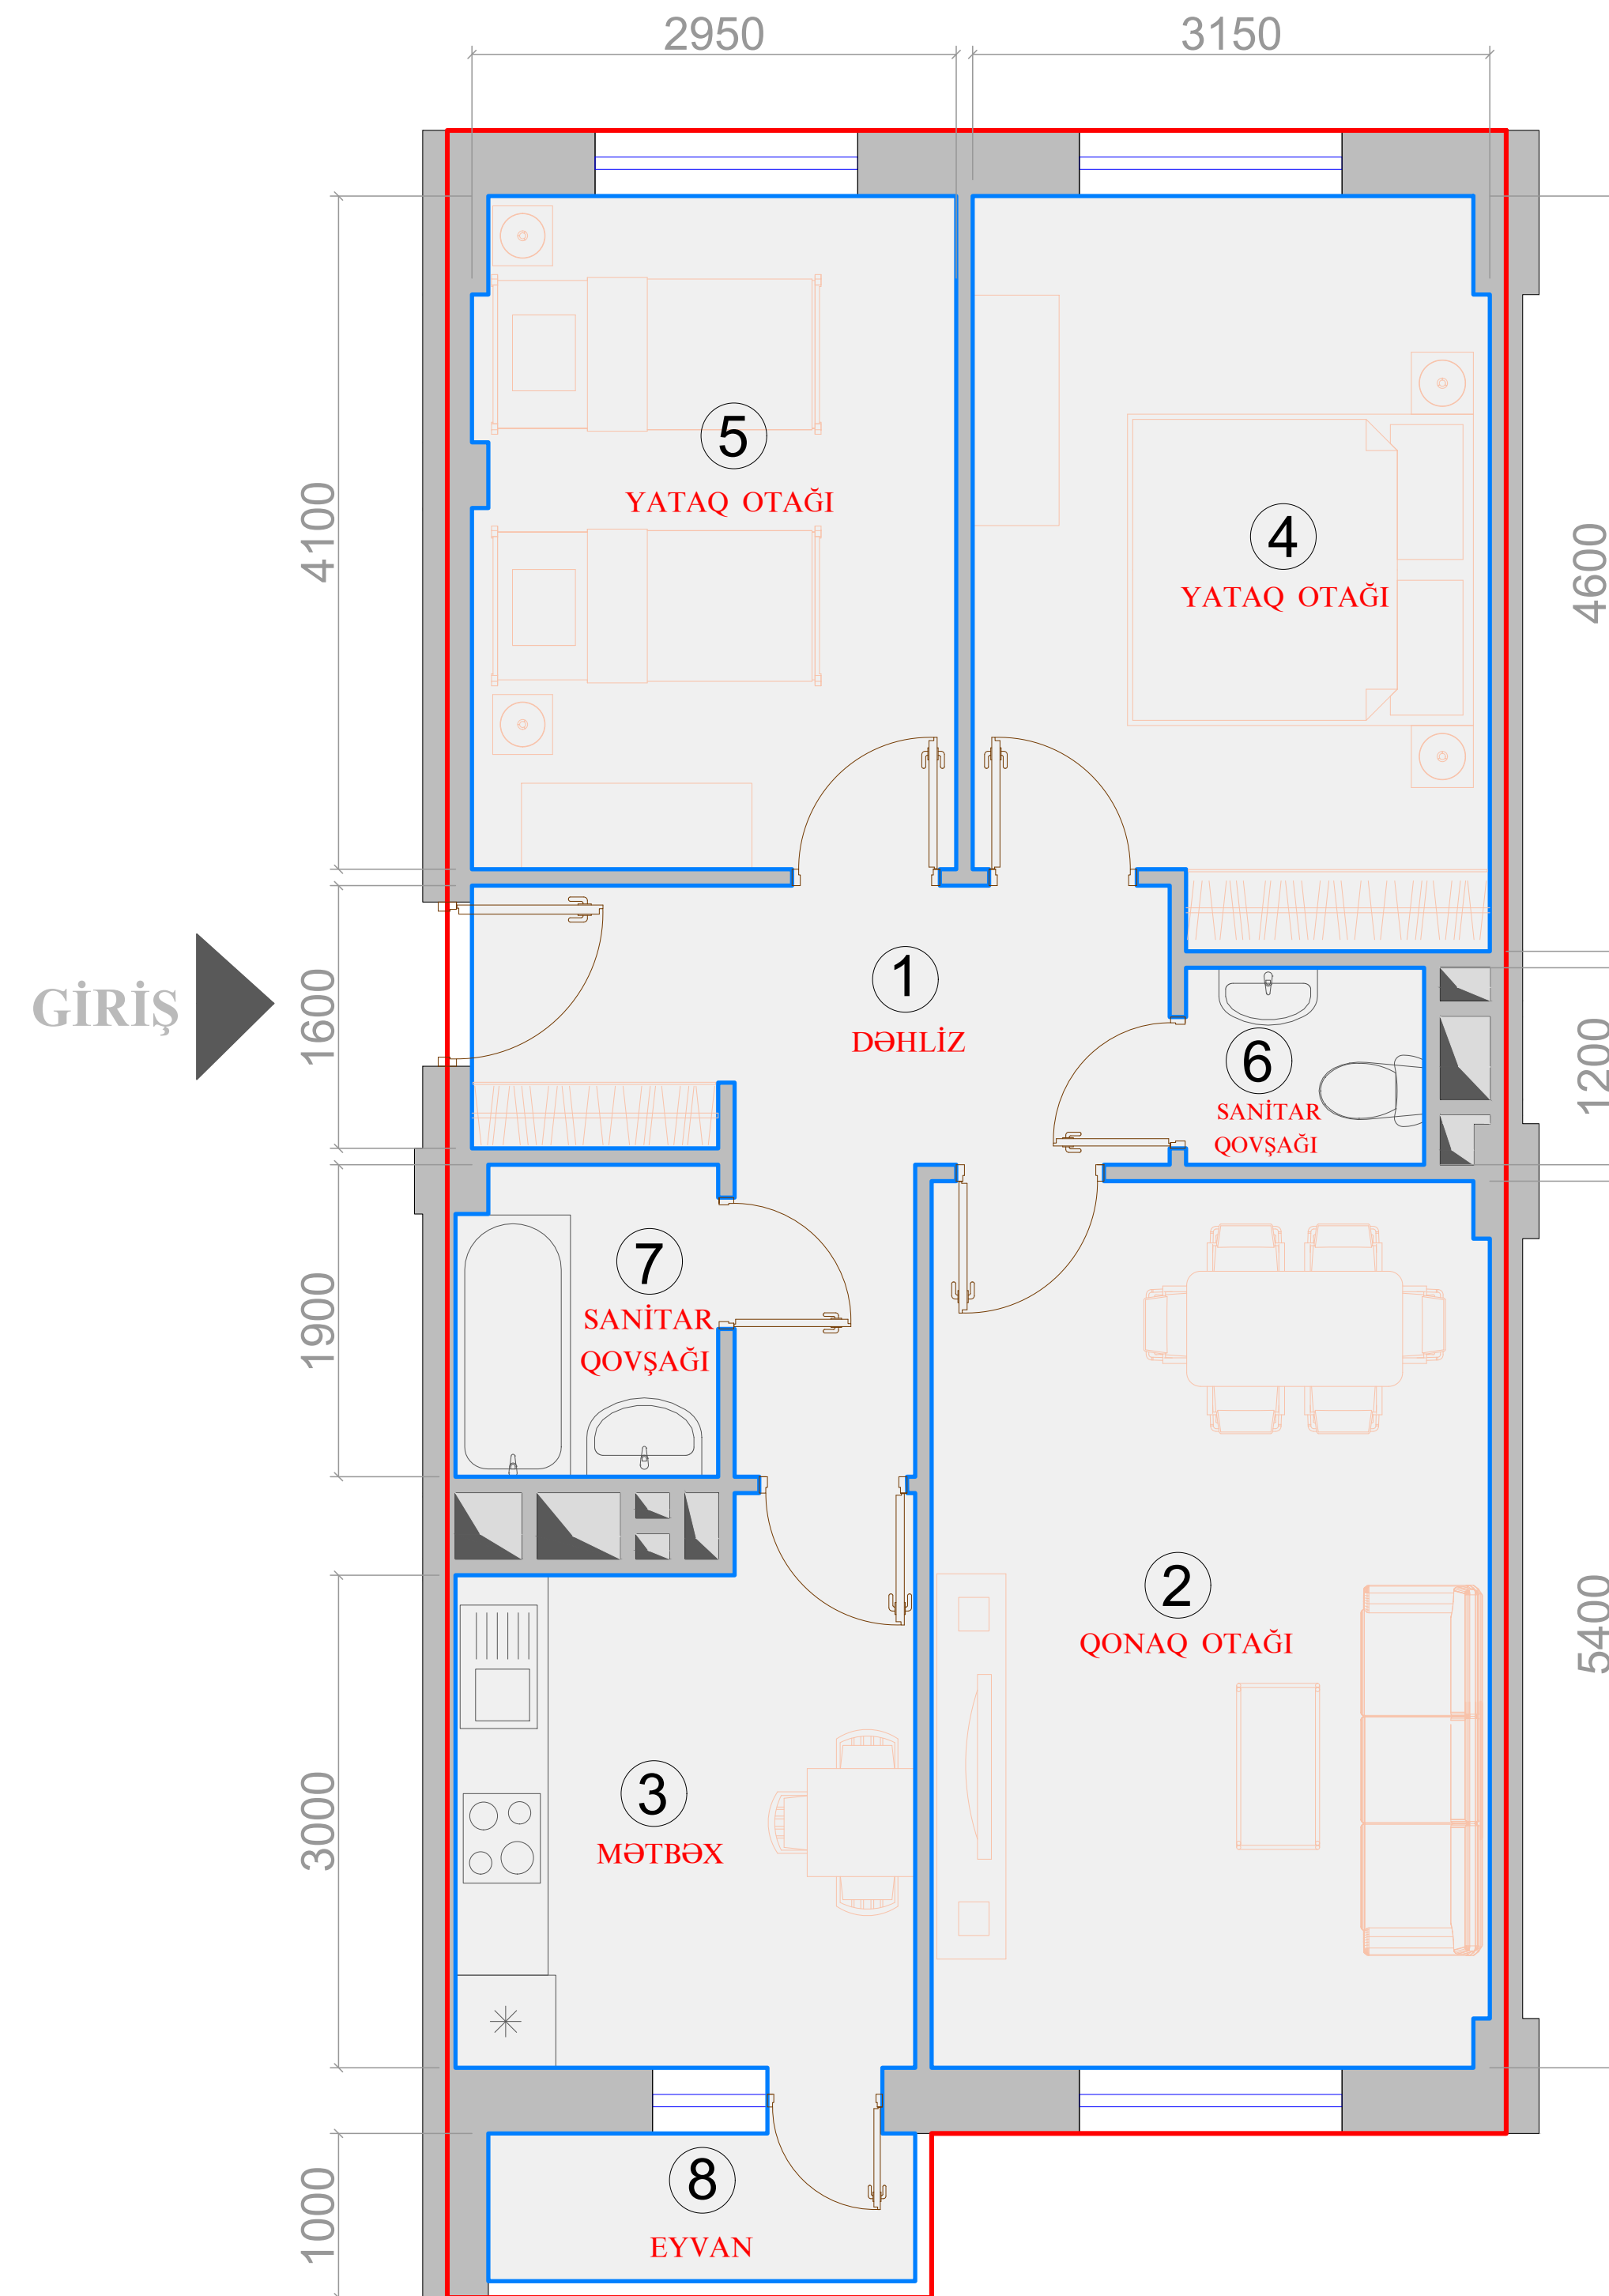 2950
3150
5
YATAQ OTAĞI
4
YATAQ OTAĞI
4100
4600
1
DƏHLİZ
GİRİŞ
1600
6
SANİTAR
QOVŞAĞI
1200
7
SANİTAR
QOVŞAĞI
1900
2
QONAQ OTAĞI
5400
3
MƏTBƏX
3000
8
EYVAN
1000